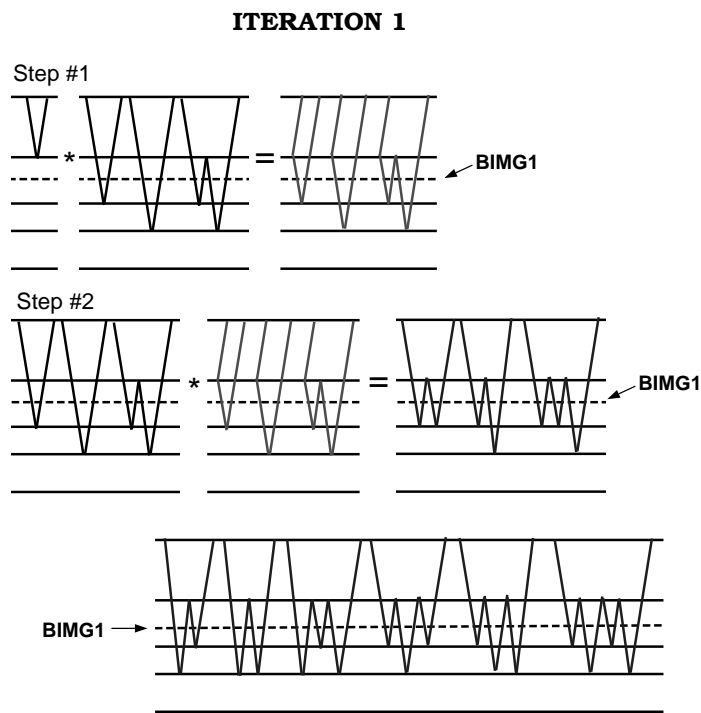 ITERATION 1
Step #1
* =
BIMG1
Step #2
* =
BIMG1
BIMG1